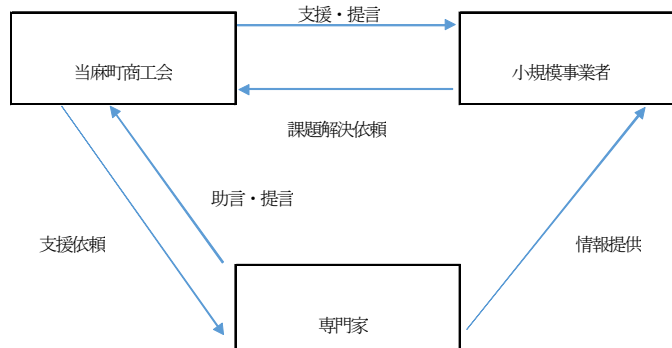 支援・提言
当麻町商工会
小規模事業者
課題解決依頼
助言・提言
支援依頼
情報提供
専門家